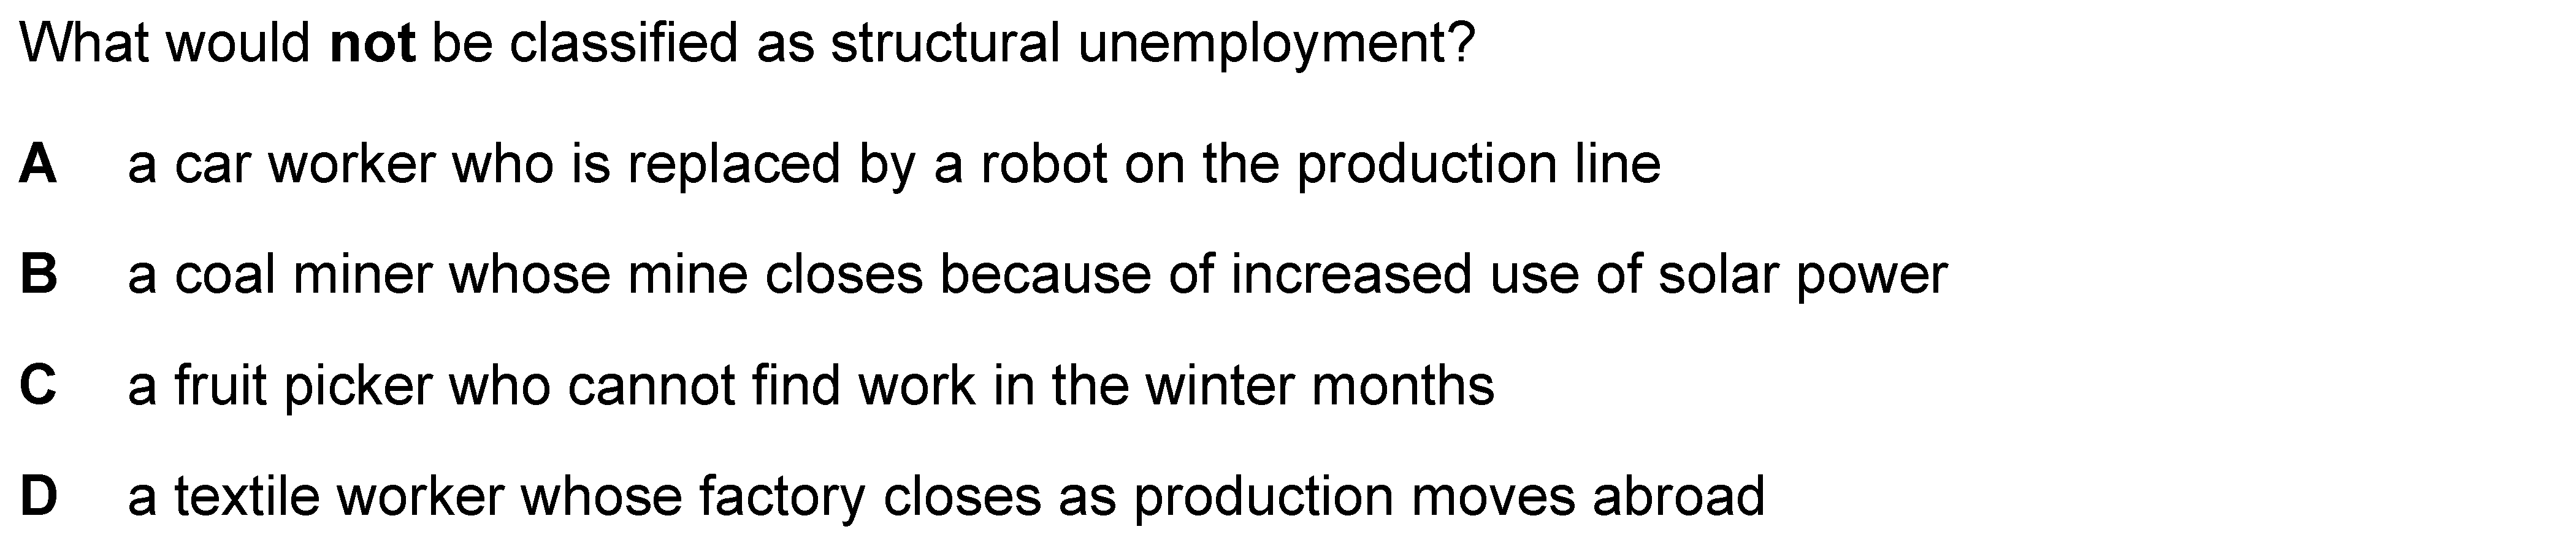 What would not be classified as structural unemployment?
A a car worker who is replaced by a robot on the production line
B a coal miner whose mine closes because of increased use of solar power
C a fruit picker who cannot find work in the winter months
D a textile worker whose factory closes as production moves abroad